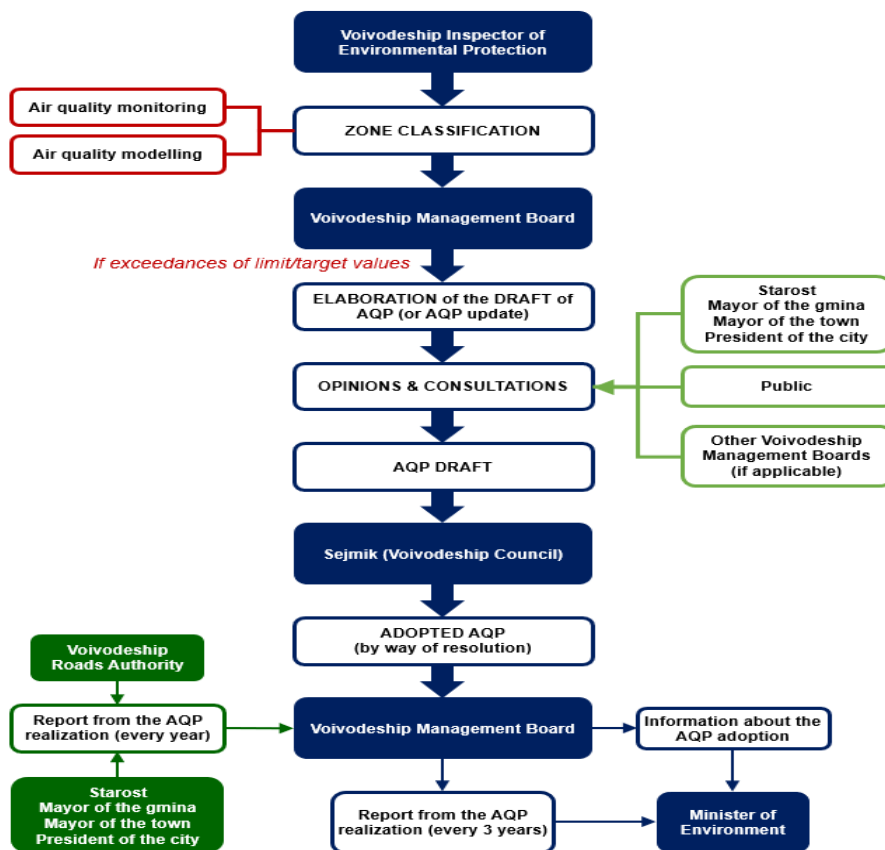 Voivodeship Inspector of
Environmental Protection
Air quality monitoring
ZONE CLASSIFICATION
Air quality modelling
Voivodeship Management Board
If exceedances of limit/target values
ELABORATION of the DRAFT of
AQP (or AQP update)
Starost
Mayor of the gmina
Mayor of the town
President of the city
OPINIONS & CONSULTATIONS
Public
AQP DRAFT
Other Voivodeship
Management Boards
(if applicable)
Sejmik (Voivodeship Council)
ADOPTED AQP
(by way of resolution)
Voivodeship
Roads Authority
Report from the AQP
realization (every year)
Voivodeship Management Board
Information about the
AQP adoption
Starost
Mayor of the gmina
Mayor of the town
President of the city
Report from the AQP
realization (every 3 years)
Minister of
Environment